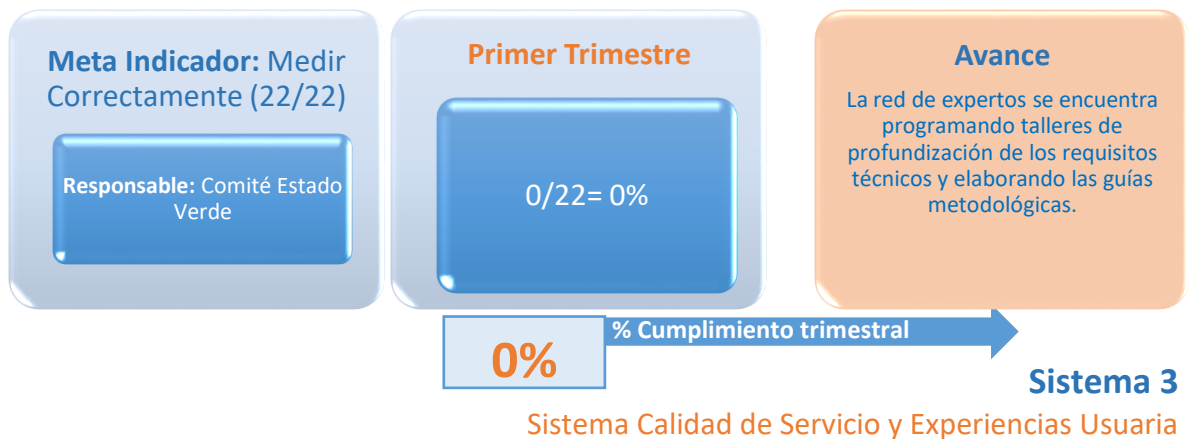 Meta Indicador: Medir
Correctamente (22/22)
Responsable: Comité Estado
Verde
Primer Trimestre
0/22= 0%
Avance
La red de expertos se encuentra
programando talleres de
profundización de los requisitos
técnicos y elaborando las guías
metodológicas.
0%
% Cumplimiento trimestral
Sistema 3
Sistema Calidad de Servicio y Experiencias Usuaria